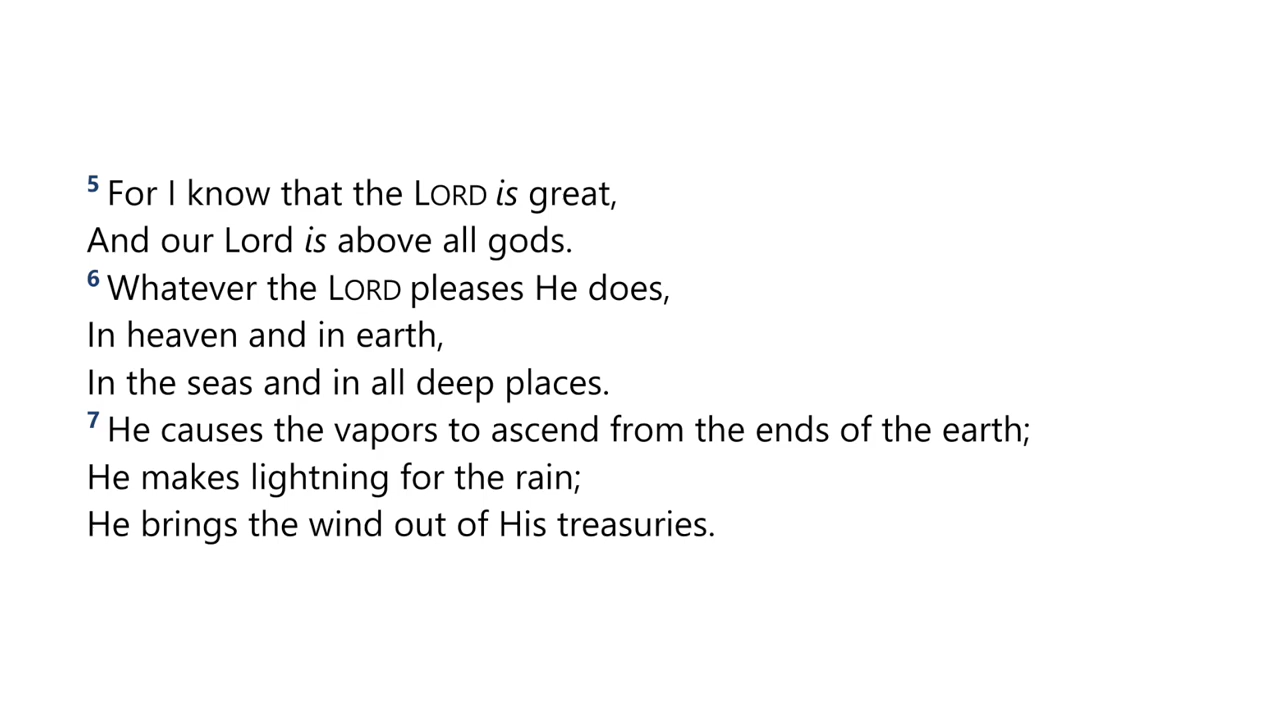 5 For I know that the LORD is great,
And our Lord is above all gods.
6 Whatever the LORD pleases He does,
In heaven and in earth,
In the seas and in all deep places.
7 He causes the vapors to ascend from the ends of the earth;
He makes lightning for the rain;
He brings the wind out of His treasuries.